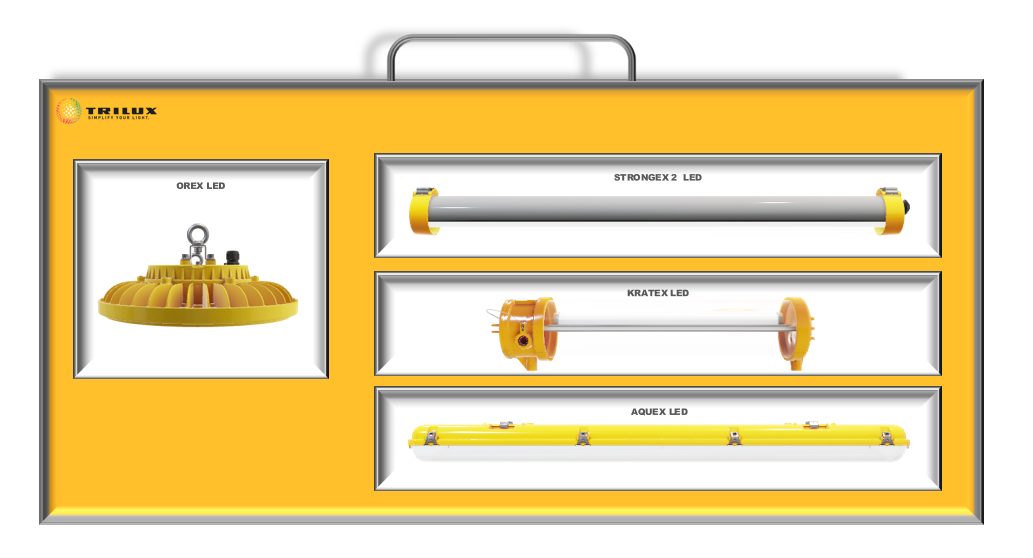 TRILUX
SIMPLIFY YOUR LIGHT.
OREX LED
STRONGEX 2 LED
KRATEX LED
AQUEX LED